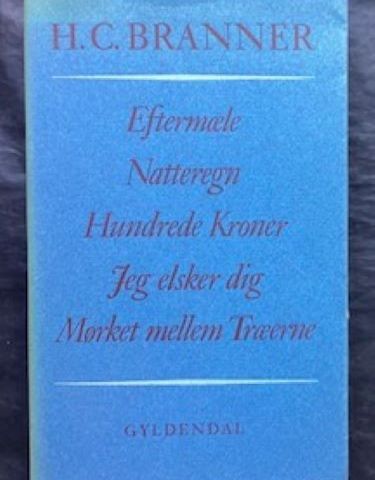 H.C. BRANNER
Eftermæle
Natteregn
Hundrede Kroner
Jeg elsker dig
Mørket mellem Træerne
GYLDENDAL